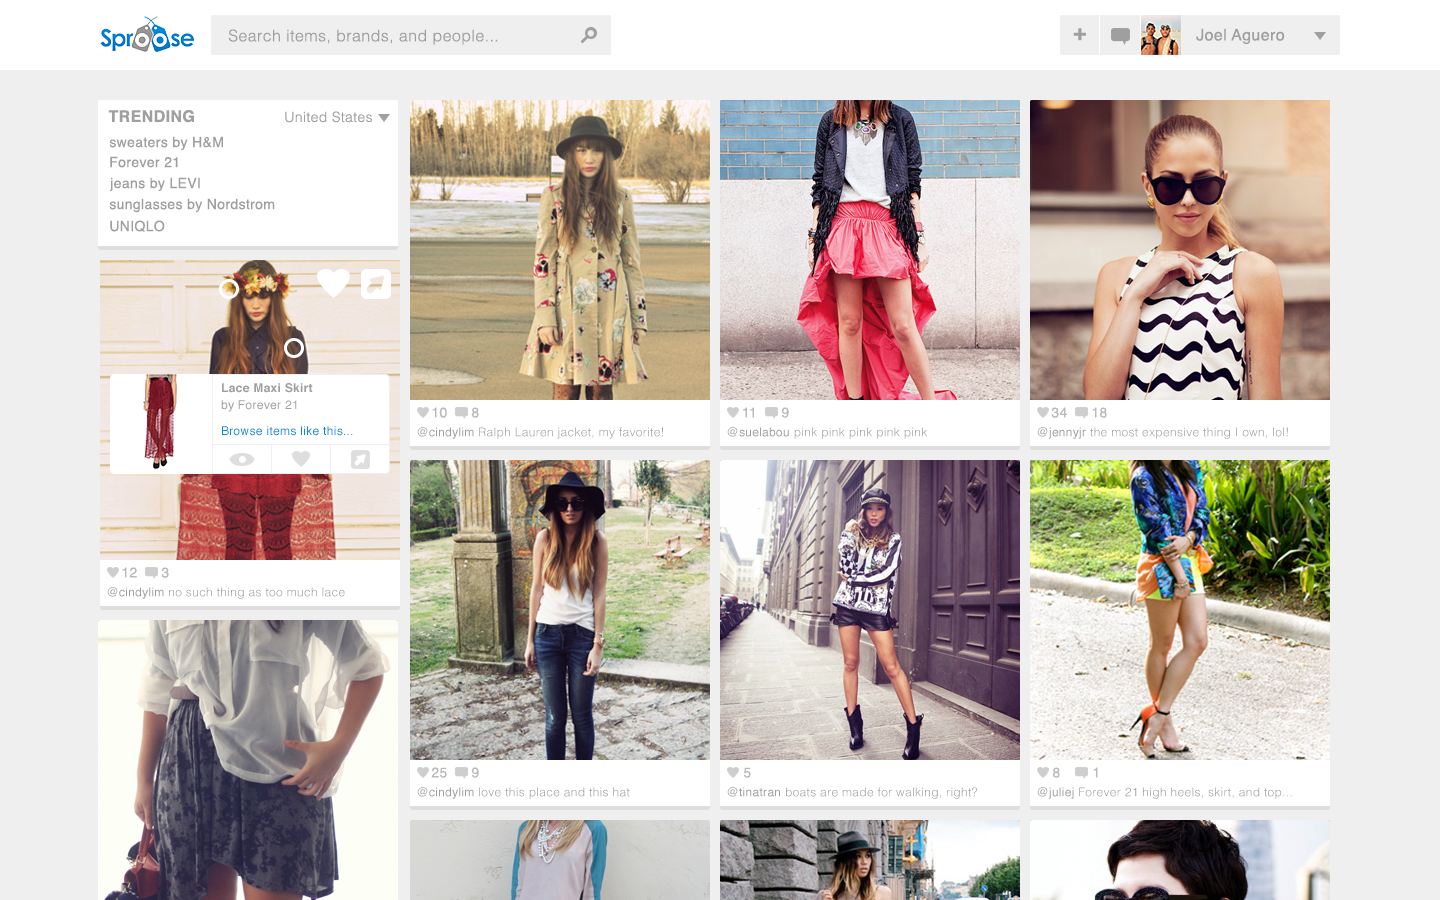 Sproose
Search items, brands, and people...
Joel Aguero
TRENDING
United States
sweaters by H&M
Forever 21
jeans by LEVI
sunglasses by Nordstrom
UNIQLO
Lace Maxi Skirt
by Forever 21
Browse items like this...
12 3
@cindylim no such thing as too much lace
10 8
@cindylim Ralph Lauren jacket, my favorite!
11 9
@suelabou pink pink pink pink pink
34 18
@jennyjr the most expensive thing I own, lol!
25 9
@cindylim love this place and this hat
5
@tinatran boats are made for walking, right?
8 1
@juliej Forever 21 high heels, skirt, and top...